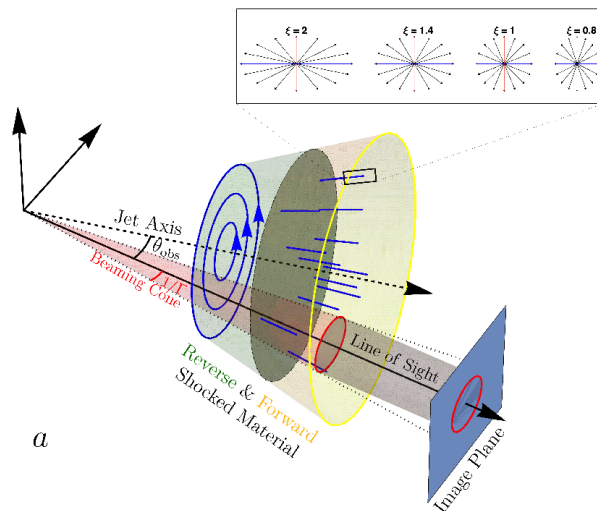 ξ = 2 ξ = 1.4 ξ = 1 ξ = 0.8
Jet Axis
θobs
1/Γ
Beaming Cone
Line of Sight
Reverse & Forward
Shocked Material
Image Plane
a